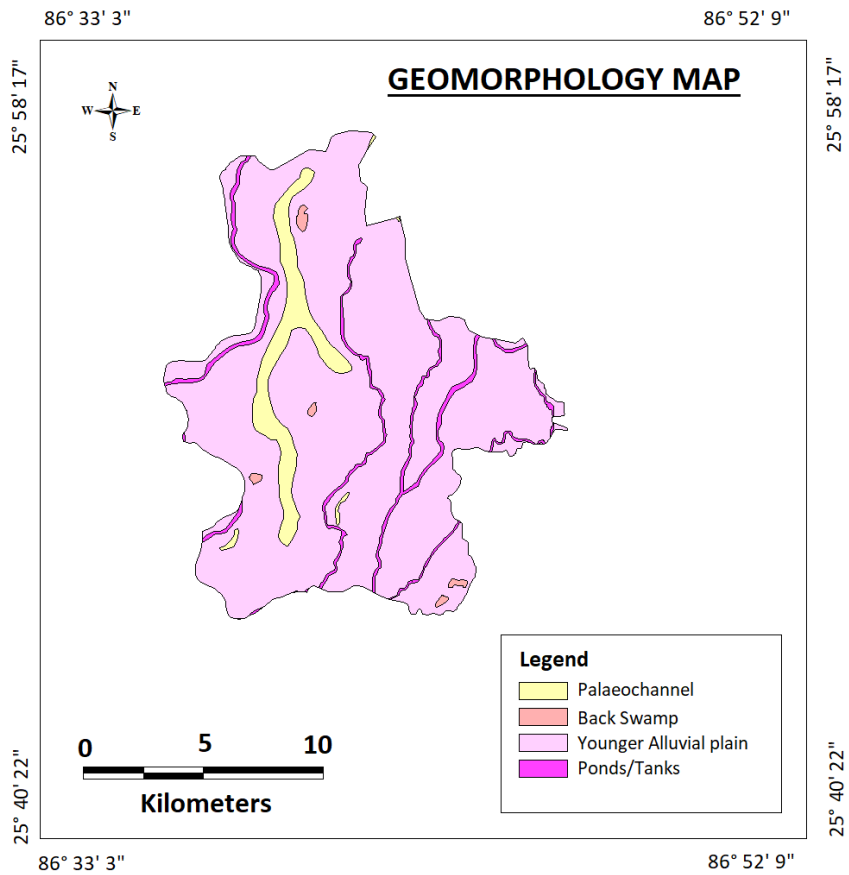 86° 33' 3" 86° 52' 9"
25° 58' 17" 25° 58' 17"
GEOMORPHOLOGY MAP
N
W E
S
Legend
Palaeochannel
Back Swamp
Younger Alluvial plain
Ponds/Tanks
0 5 10
Kilometers
25° 40' 22" 25° 40' 22"
86° 33' 3" 86° 52' 9"